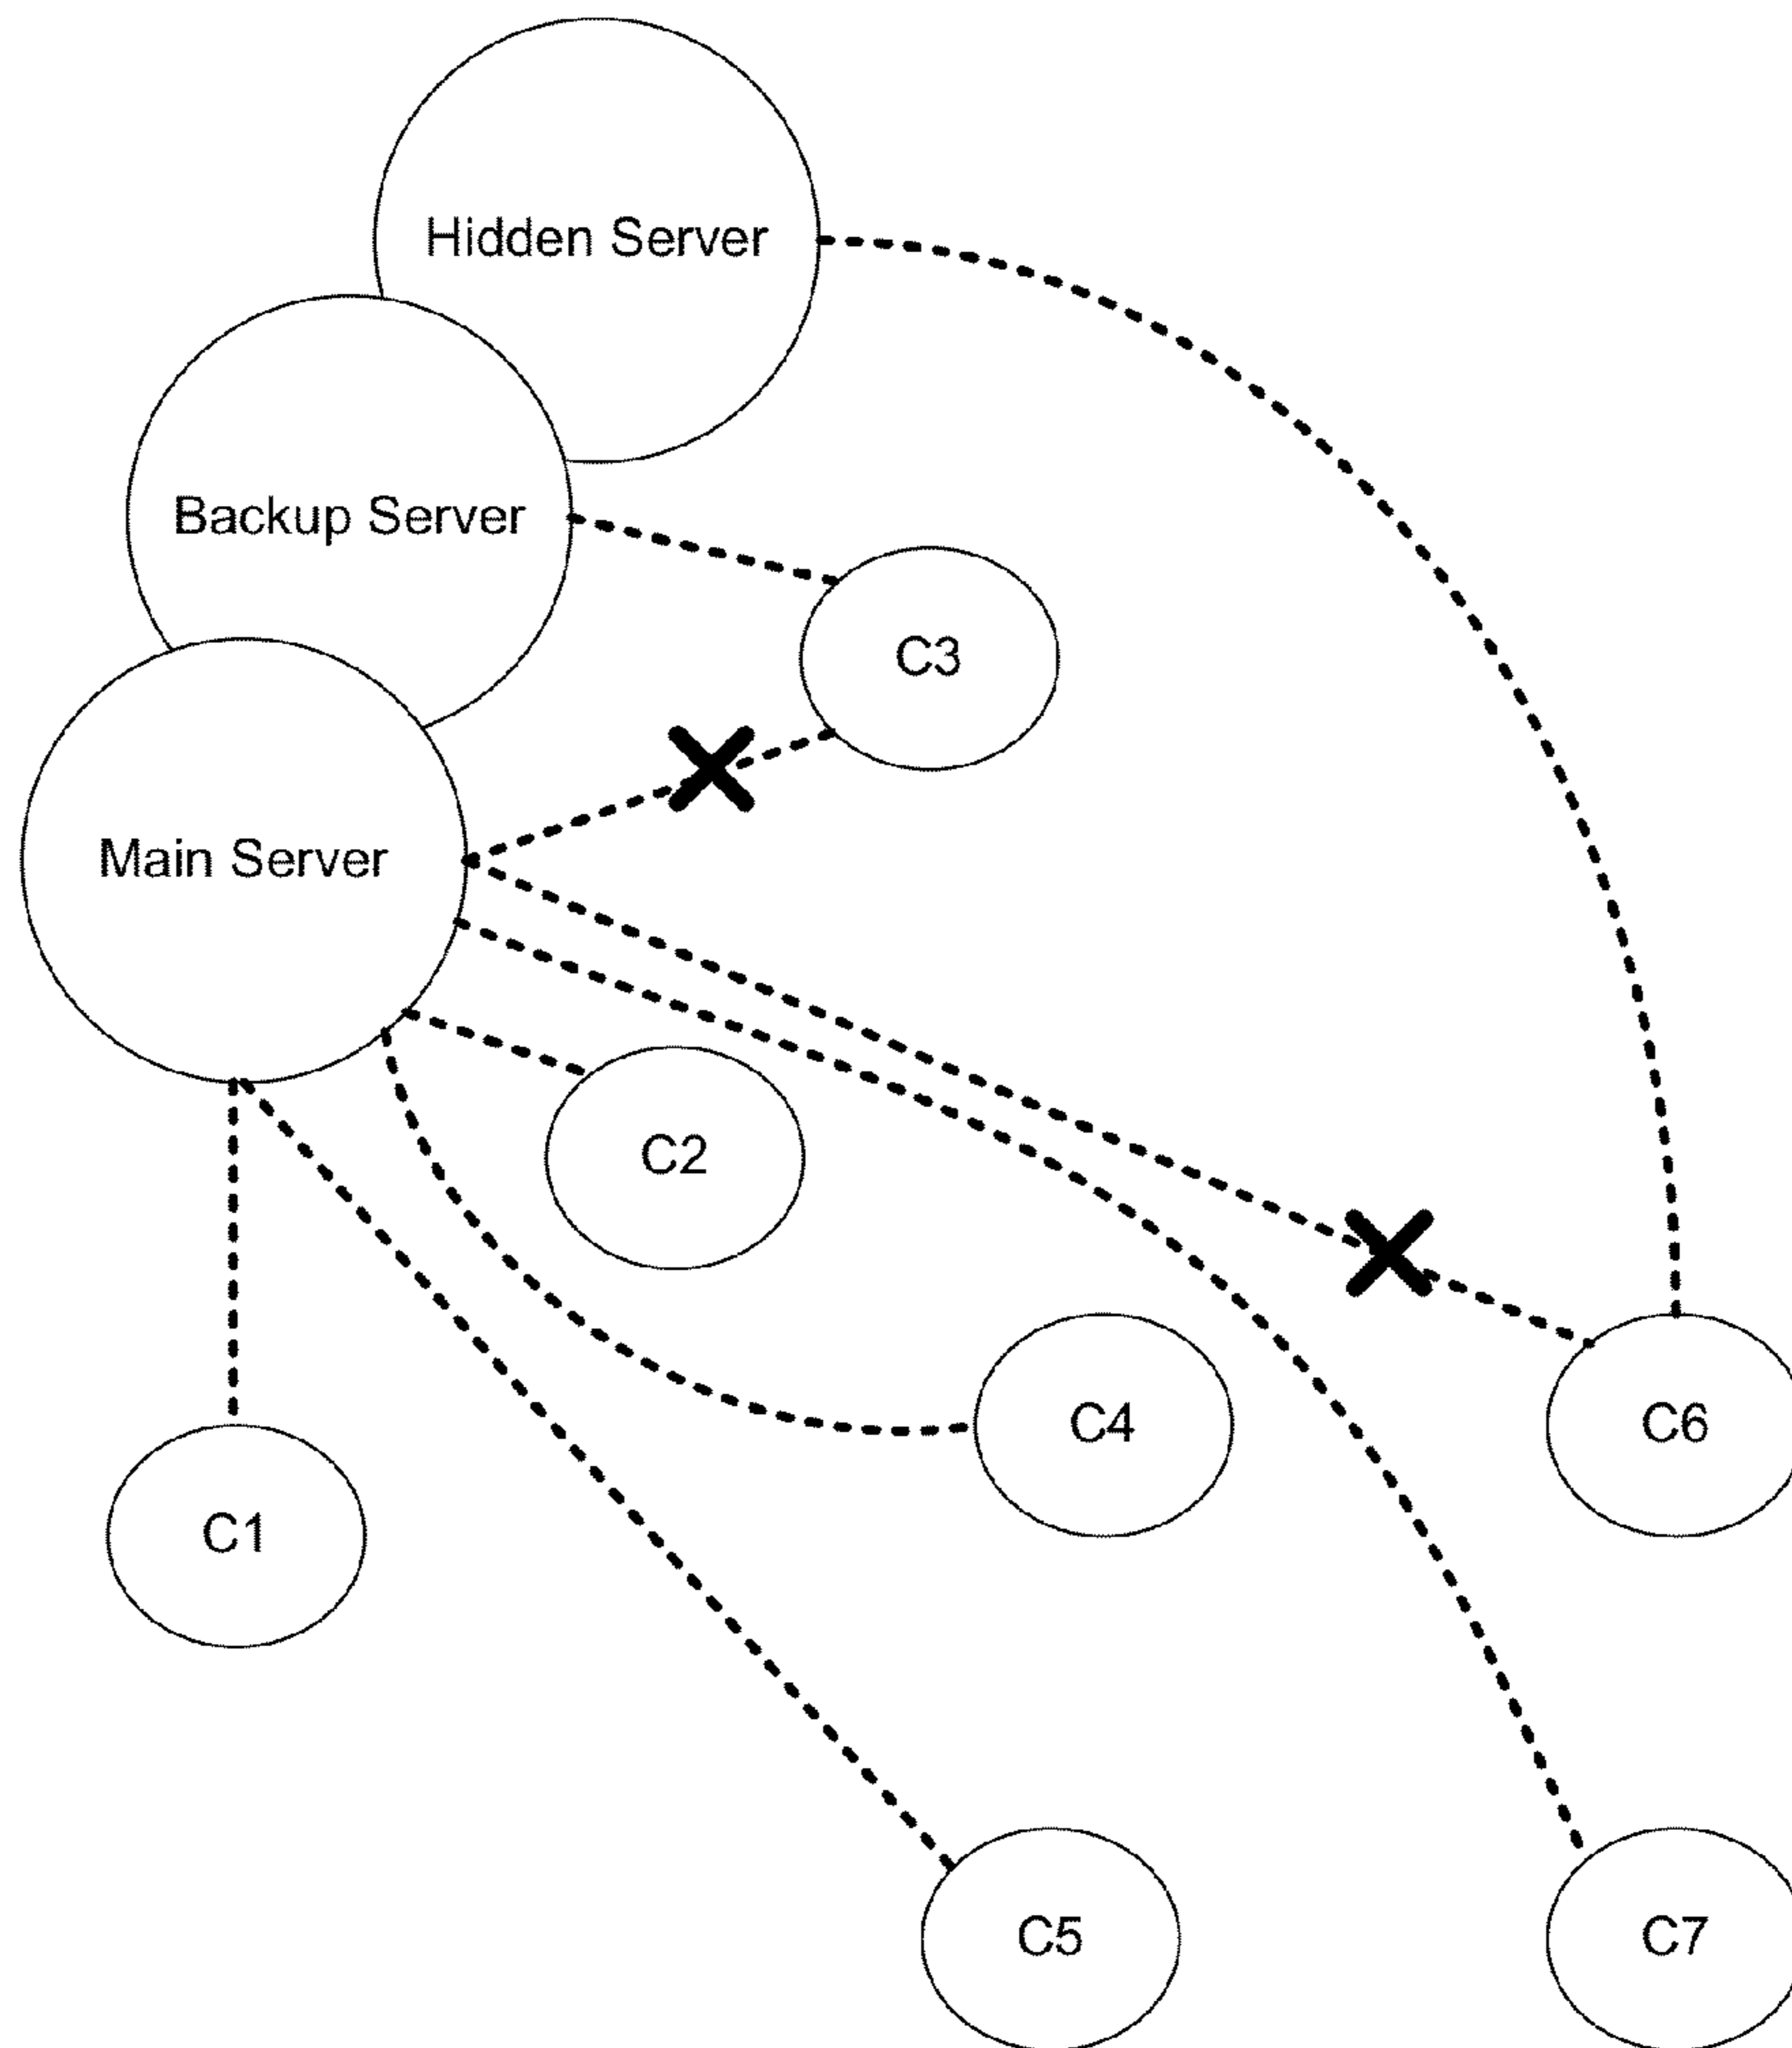 Hidden Server
Backup Server
C3
Main Server
C2
C4
C6
C1
C5
C7